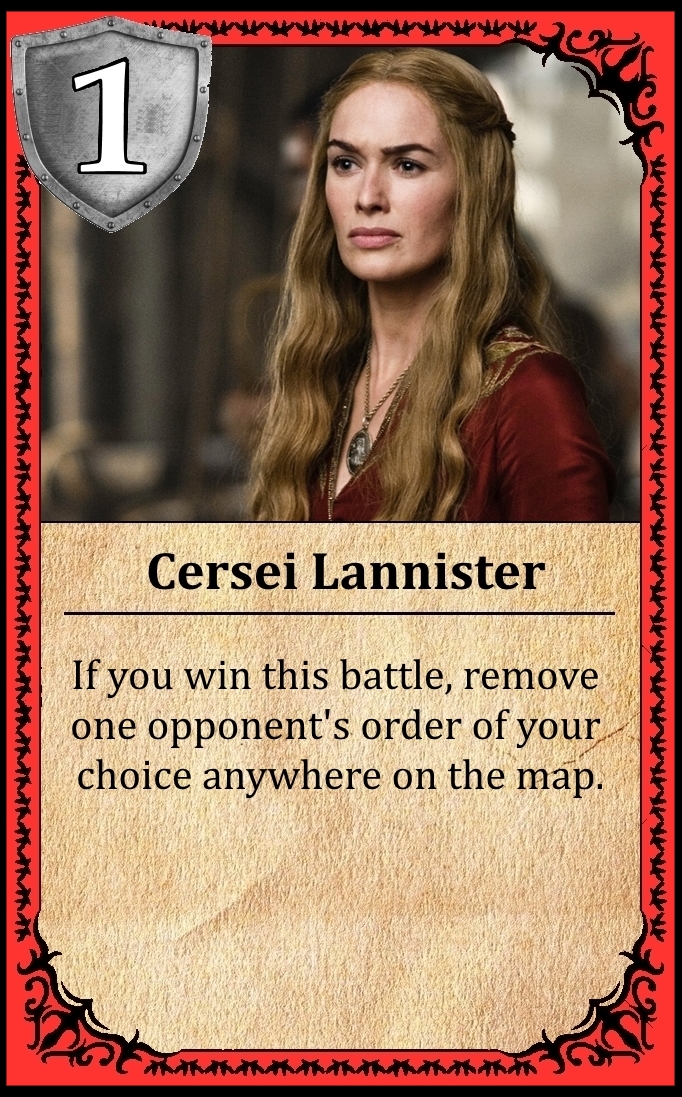 1
Cersei Lannister
If you win this battle, remove
one opponent's order of your
choice anywhere on the map.